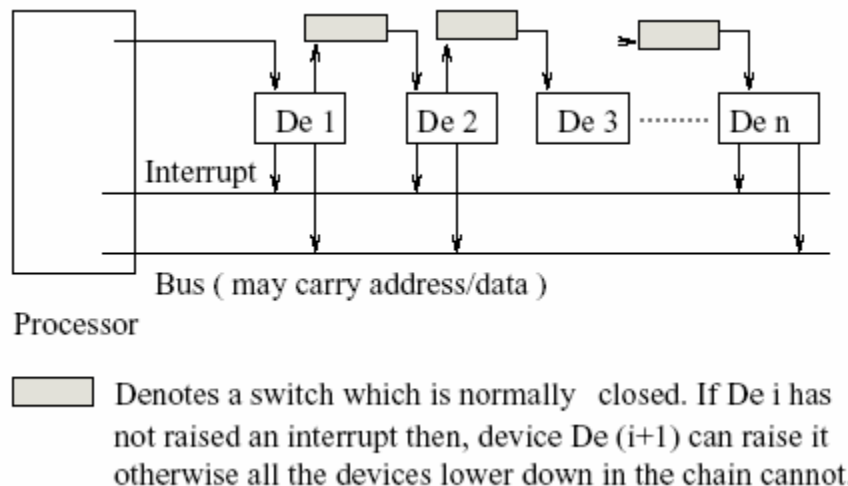 De 1
De 2
De 3
De n
Interrupt
Bus ( may carry address/data )
Processor
Denotes a switch which is normally closed. If De i has
not raised an interrupt then, device De (i+1) can raise it
otherwise all the devices lower down in the chain cannot.